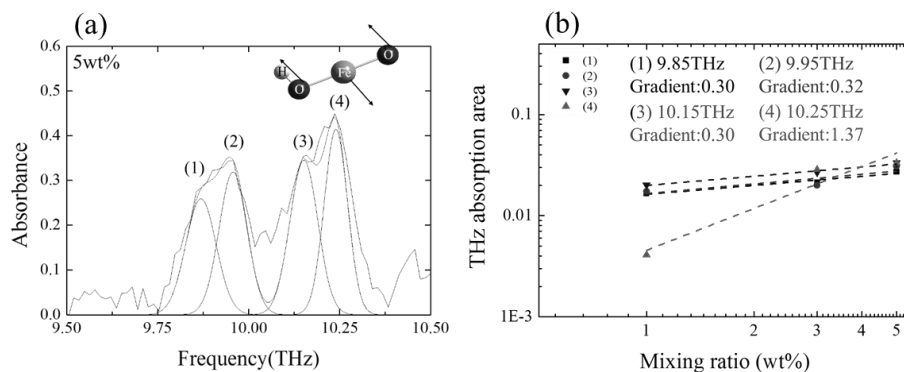 (a)
5wt%
H
O
Fe
O
(1)
(2)
(3)
(4)
0.6
0.5
0.4
0.3
0.2
0.1
0.0
Absorbance
9.50
9.75
10.00
10.25
10.50
Frequency(THz)
(b)
(1)
(2)
(3)
(4)
(1) 9.85THz
(2) 9.95THz
Gradient:0.30
Gradient:0.32
(3) 10.15THz
(4) 10.25THz
Gradient:0.30
Gradient:1.37
0.1
0.01
1E-3
THz absorption area
1
2
3
4
5
Mixing ratio (wt%)